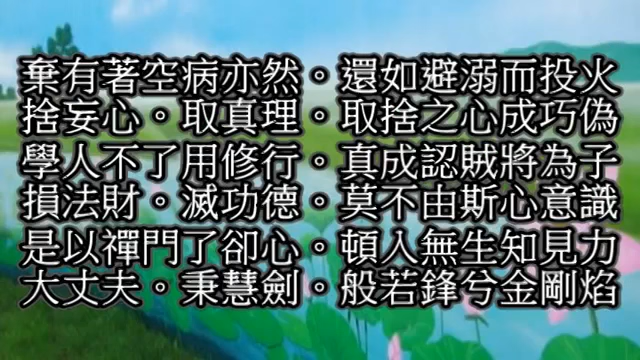 棄有著空病亦然。還如避溺而投火
捨妄心。取真理。取捨之心成巧偽
學人不了用修行。真成認賊將為子
損法財。滅功德。莫不由斯心意識
是以禪門了卻心。頓入無生知見力
大丈夫。秉慧劍。般若鋒兮金剛焰